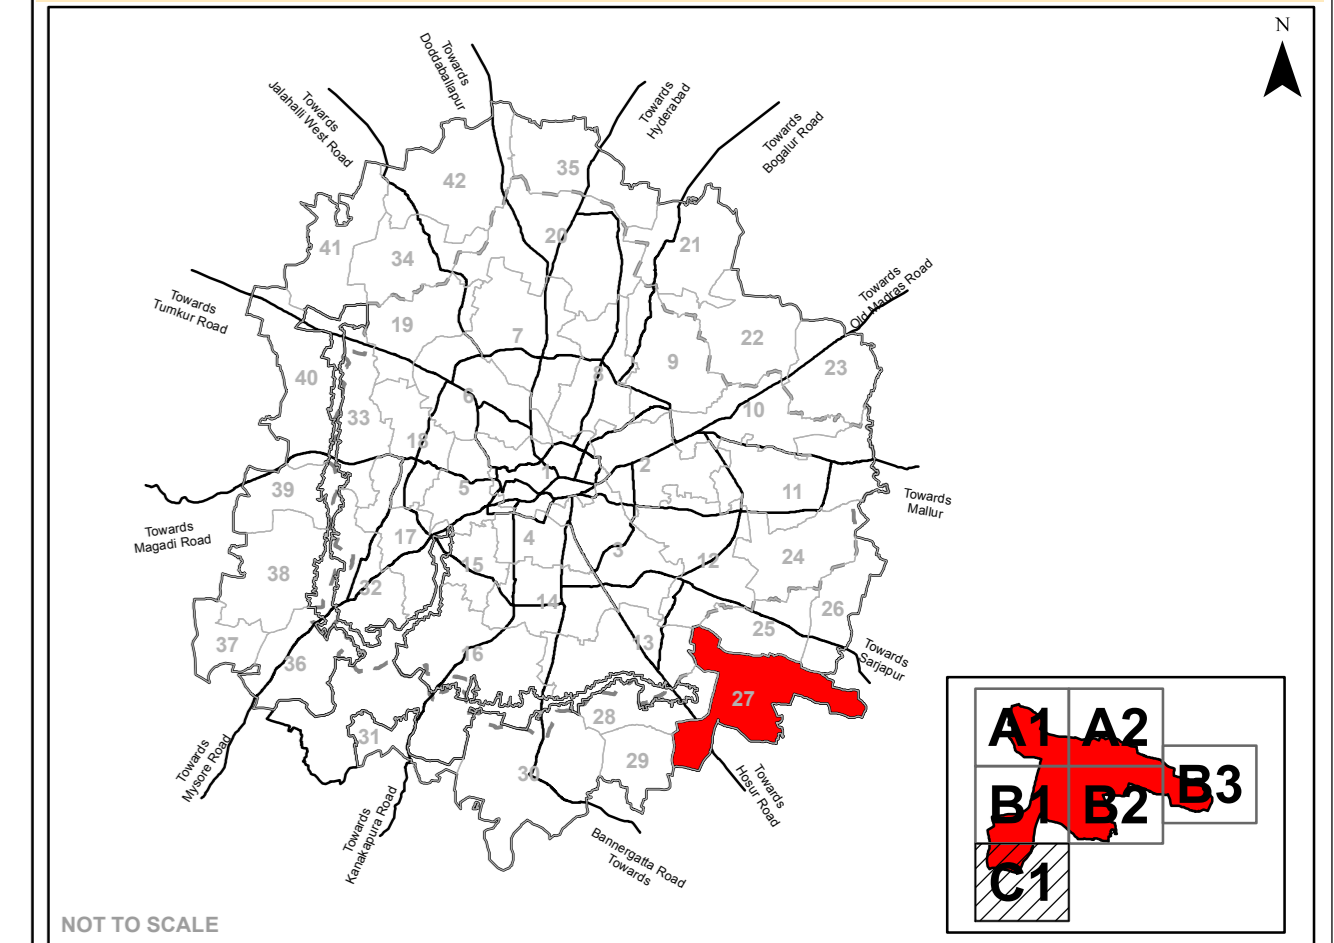 N
Towards
Doddaballapur
Towards
Jalahalli West Road
Towards
Hyderabad
Towards
Bogalur Road
35
42
20
21
41
34
Towards
Old Madras Road
Towards
Tumkur Road
19
7
22
9
23
8
40
6
10
33
18
2
1
39
5
11
Towards
Mallur
Towards
Magadi Road
17
4
3
24
15
12
38
32
14
26
25
13
37
16
36
Towards
Sarjapur
27
28
31
29
30
Towards
Mysore Road
Towards
Kanakapura Road
Bannergatta Road
Towards
Towards
Hosur Road
A1
A2
B1
B2
B3
C1
NOT TO SCALE